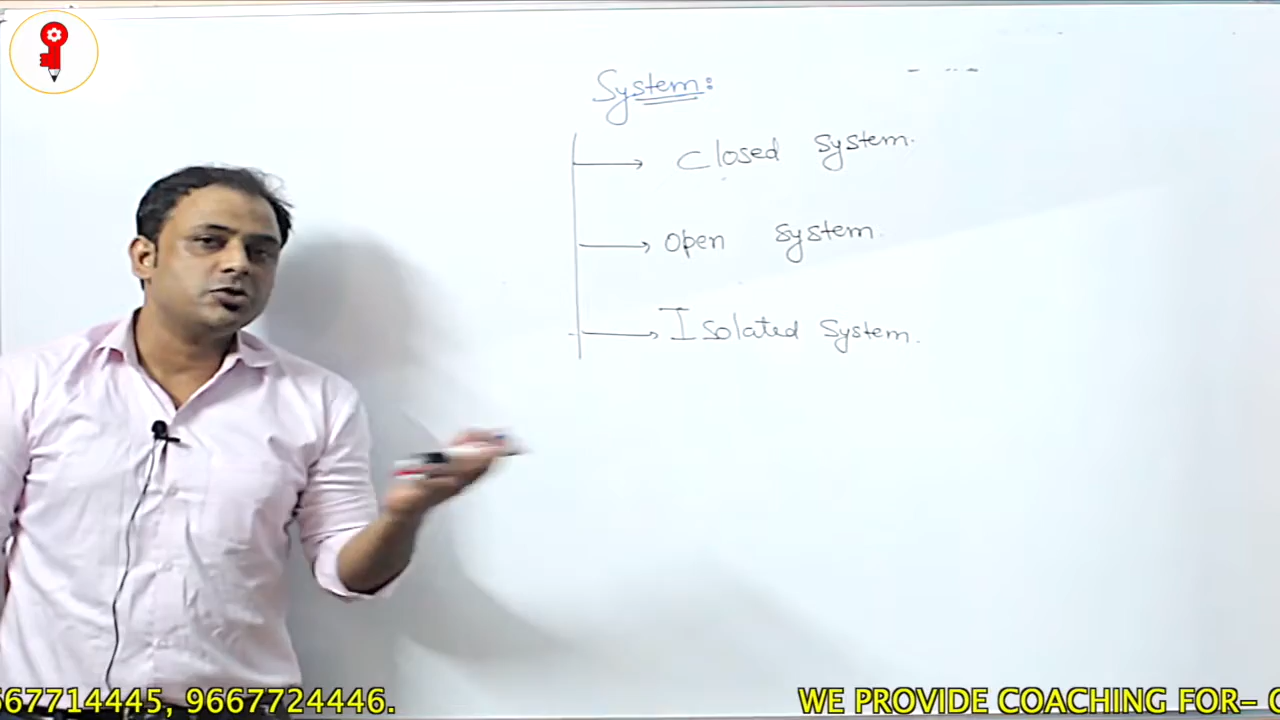 System:
Closed system.
open system.
Isolated system.
667714445, 9667724446.
WE PROVIDE COACHING FOR–